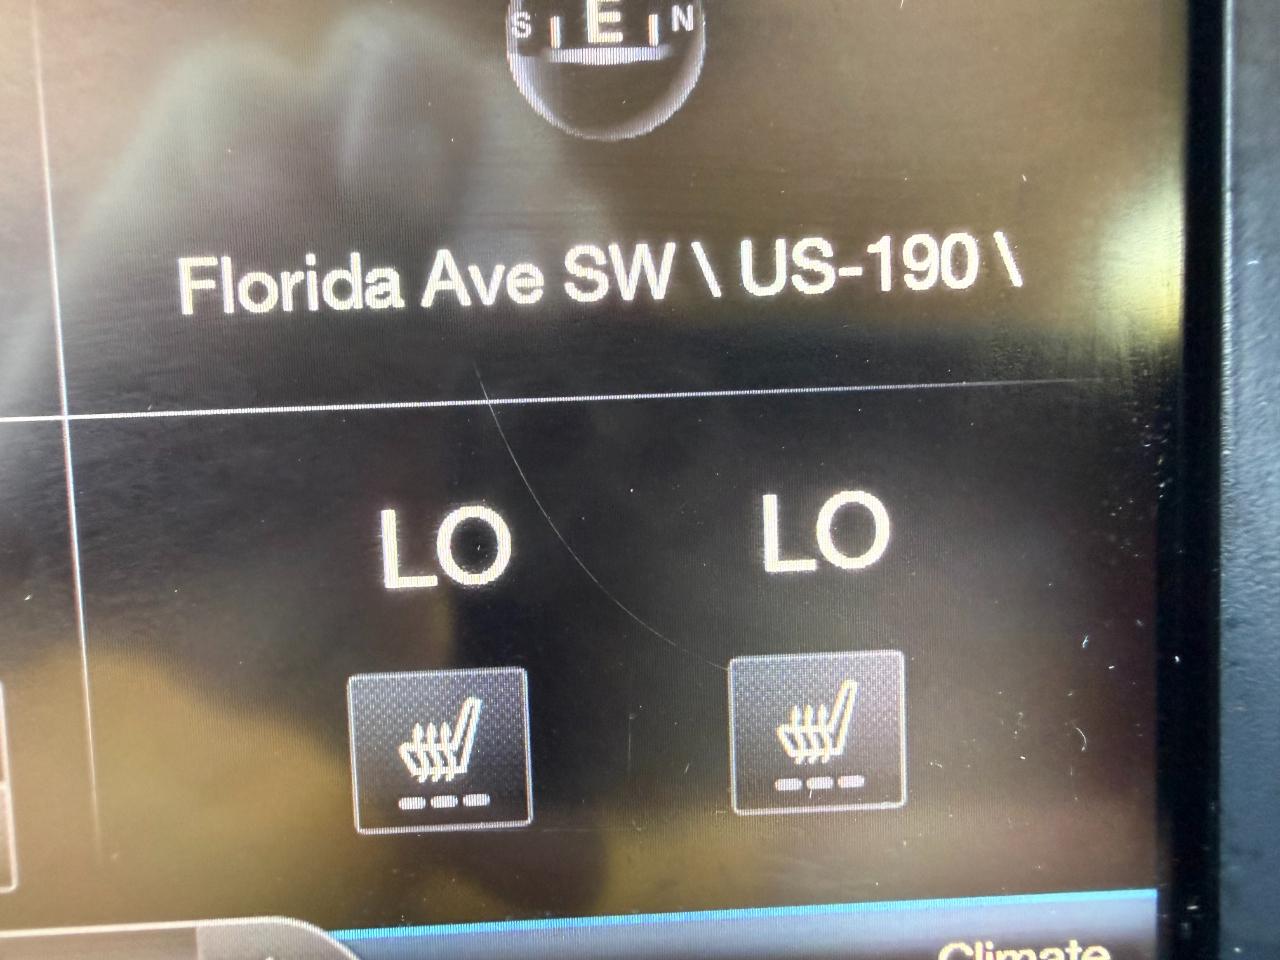 S E N
Florida Ave SW \ US-190 \
LO LO
Climate